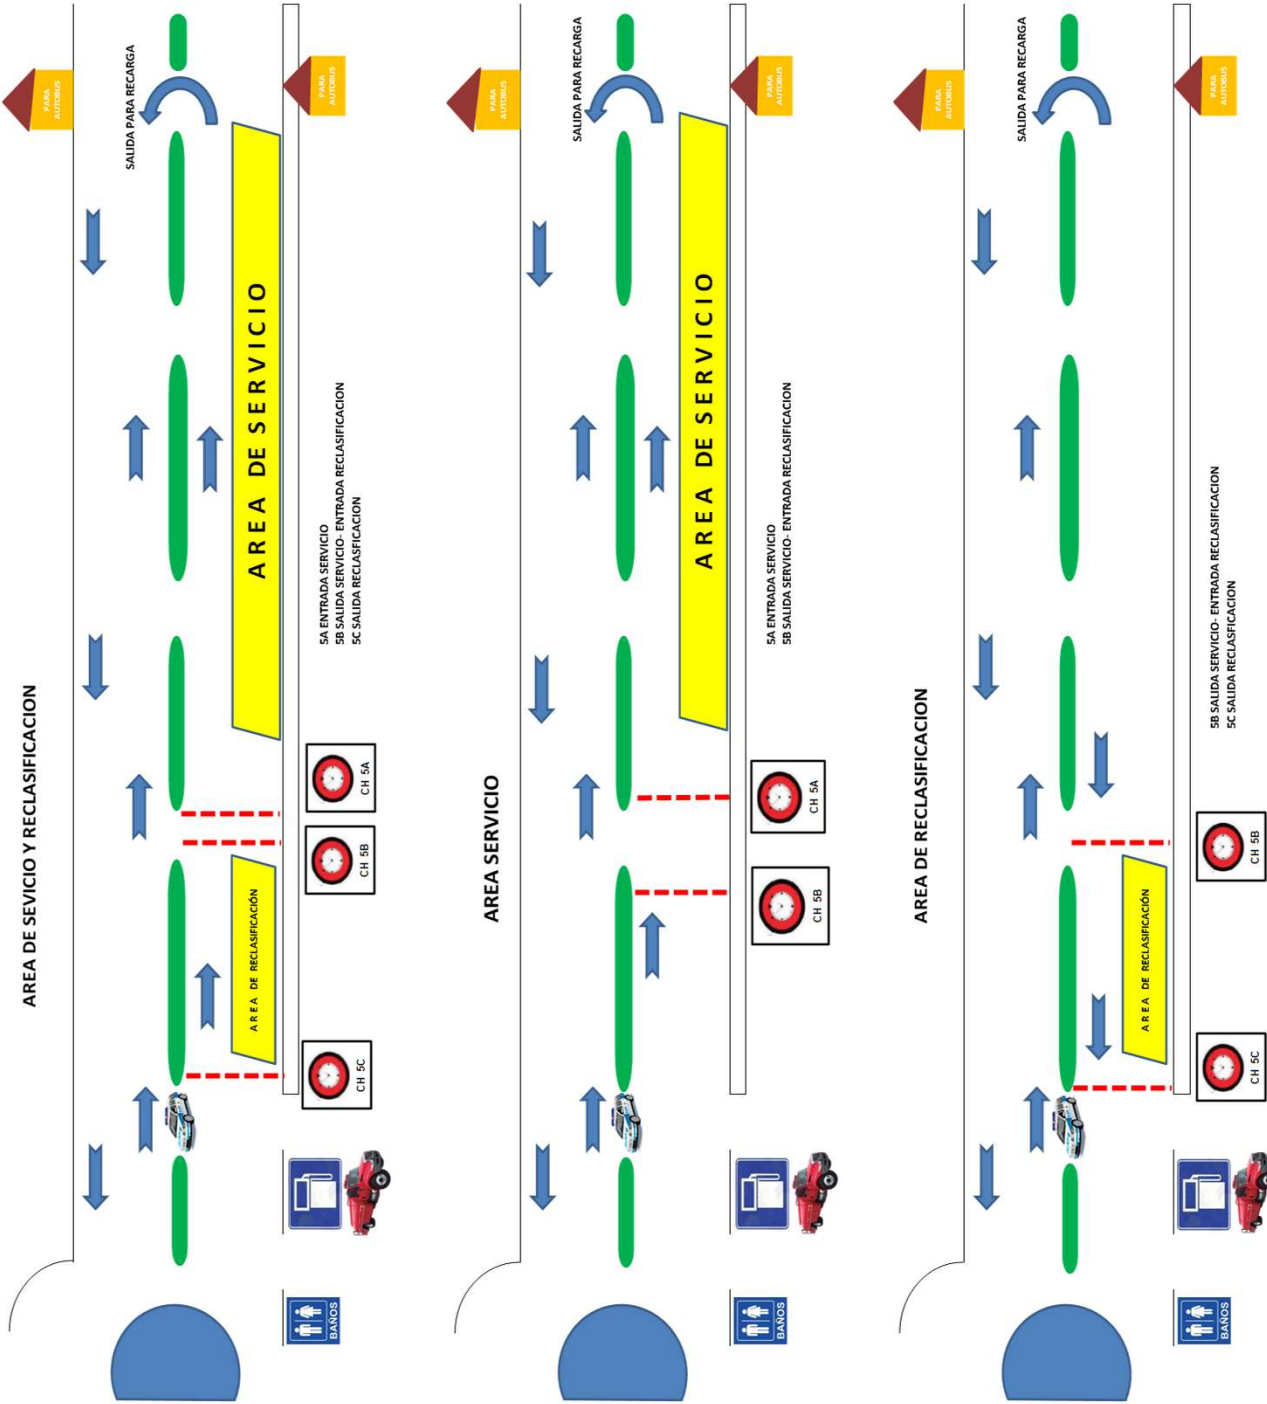 AREA DE SEVICIO Y RECLASIFICACION
PARA
AUTOBUS
SALIDA PARA RECARGA
PARA
AUTOBUS
AREA DE SERVICIO
AREA DE RECLASIFICACIÓN
5A ENTRADA SERVICIO
5B SALIDA SERVICIO- ENTRADA RECLASIFICACION
5C SALIDA RECLASFICACION
CH 5C
CH 5B
CH 5A
BAÑOS
AREA SERVICIO
PARA
AUTOBUS
SALIDA PARA RECARGA
PARA
AUTOBUS
AREA DE SERVICIO
5A ENTRADA SERVICIO
5B SALIDA SERVICIO- ENTRADA RECLASIFICACION
CH 5B
CH 5A
BAÑOS
AREA DE RECLASIFICACION
PARA
AUTOBUS
SALIDA PARA RECARGA
PARA
AUTOBUS
AREA DE RECLASIFICACIÓN
5B SALIDA SERVICIO- ENTRADA RECLASIFICACION
5C SALIDA RECLASFICACION
CH 5C
CH 5B
BAÑOS